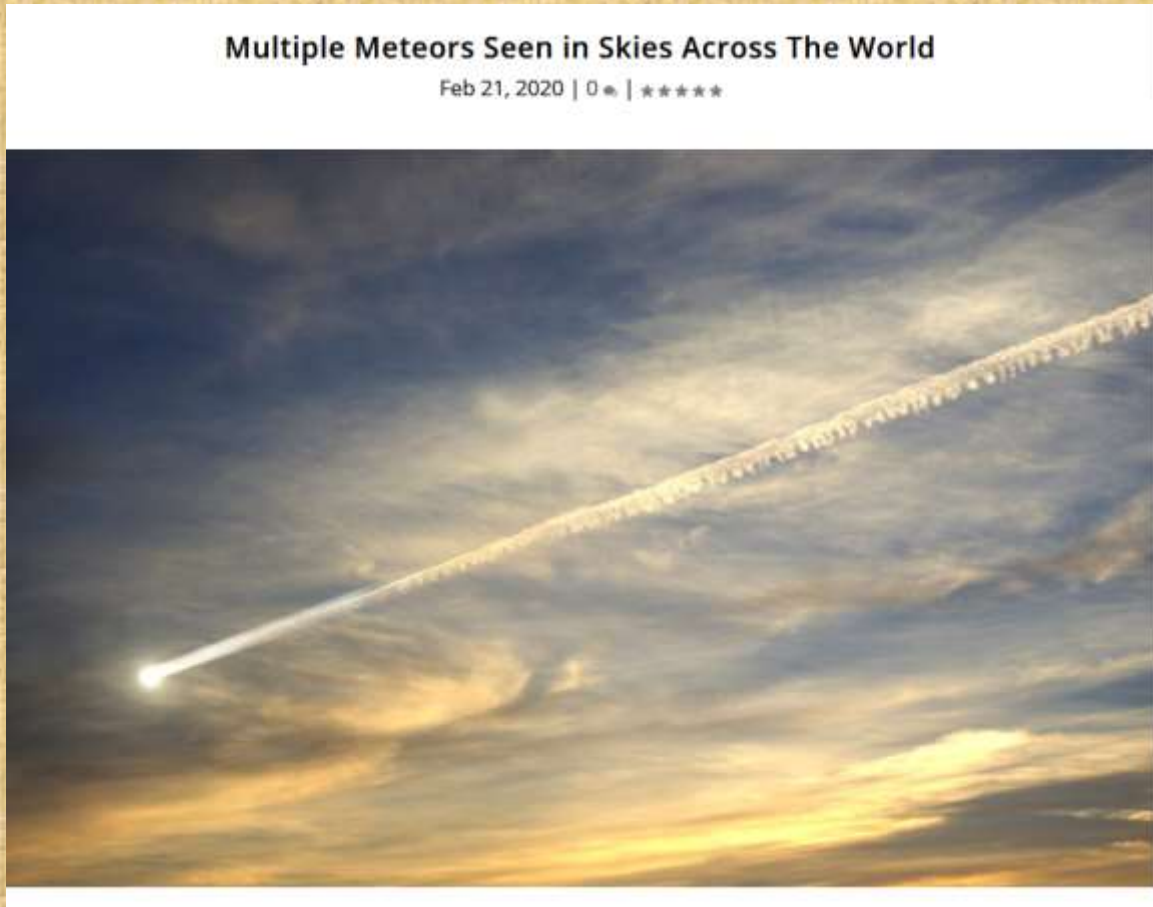 Multiple Meteors Seen in Skies Across The World
Feb 21, 2020 | 0 | ★★★★★